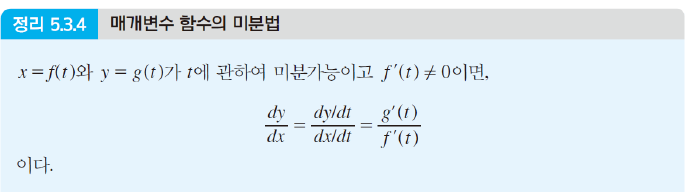 정리 5.3.4 매개변수 함수의 미분법
x = f(t)와 y = g(t)가 t에 관하여 미분가능이고 f′(t) ≠ 0이면,
dy/dx = (dy/dt)/(dx/dt) = g′(t)/f′(t)
이다.